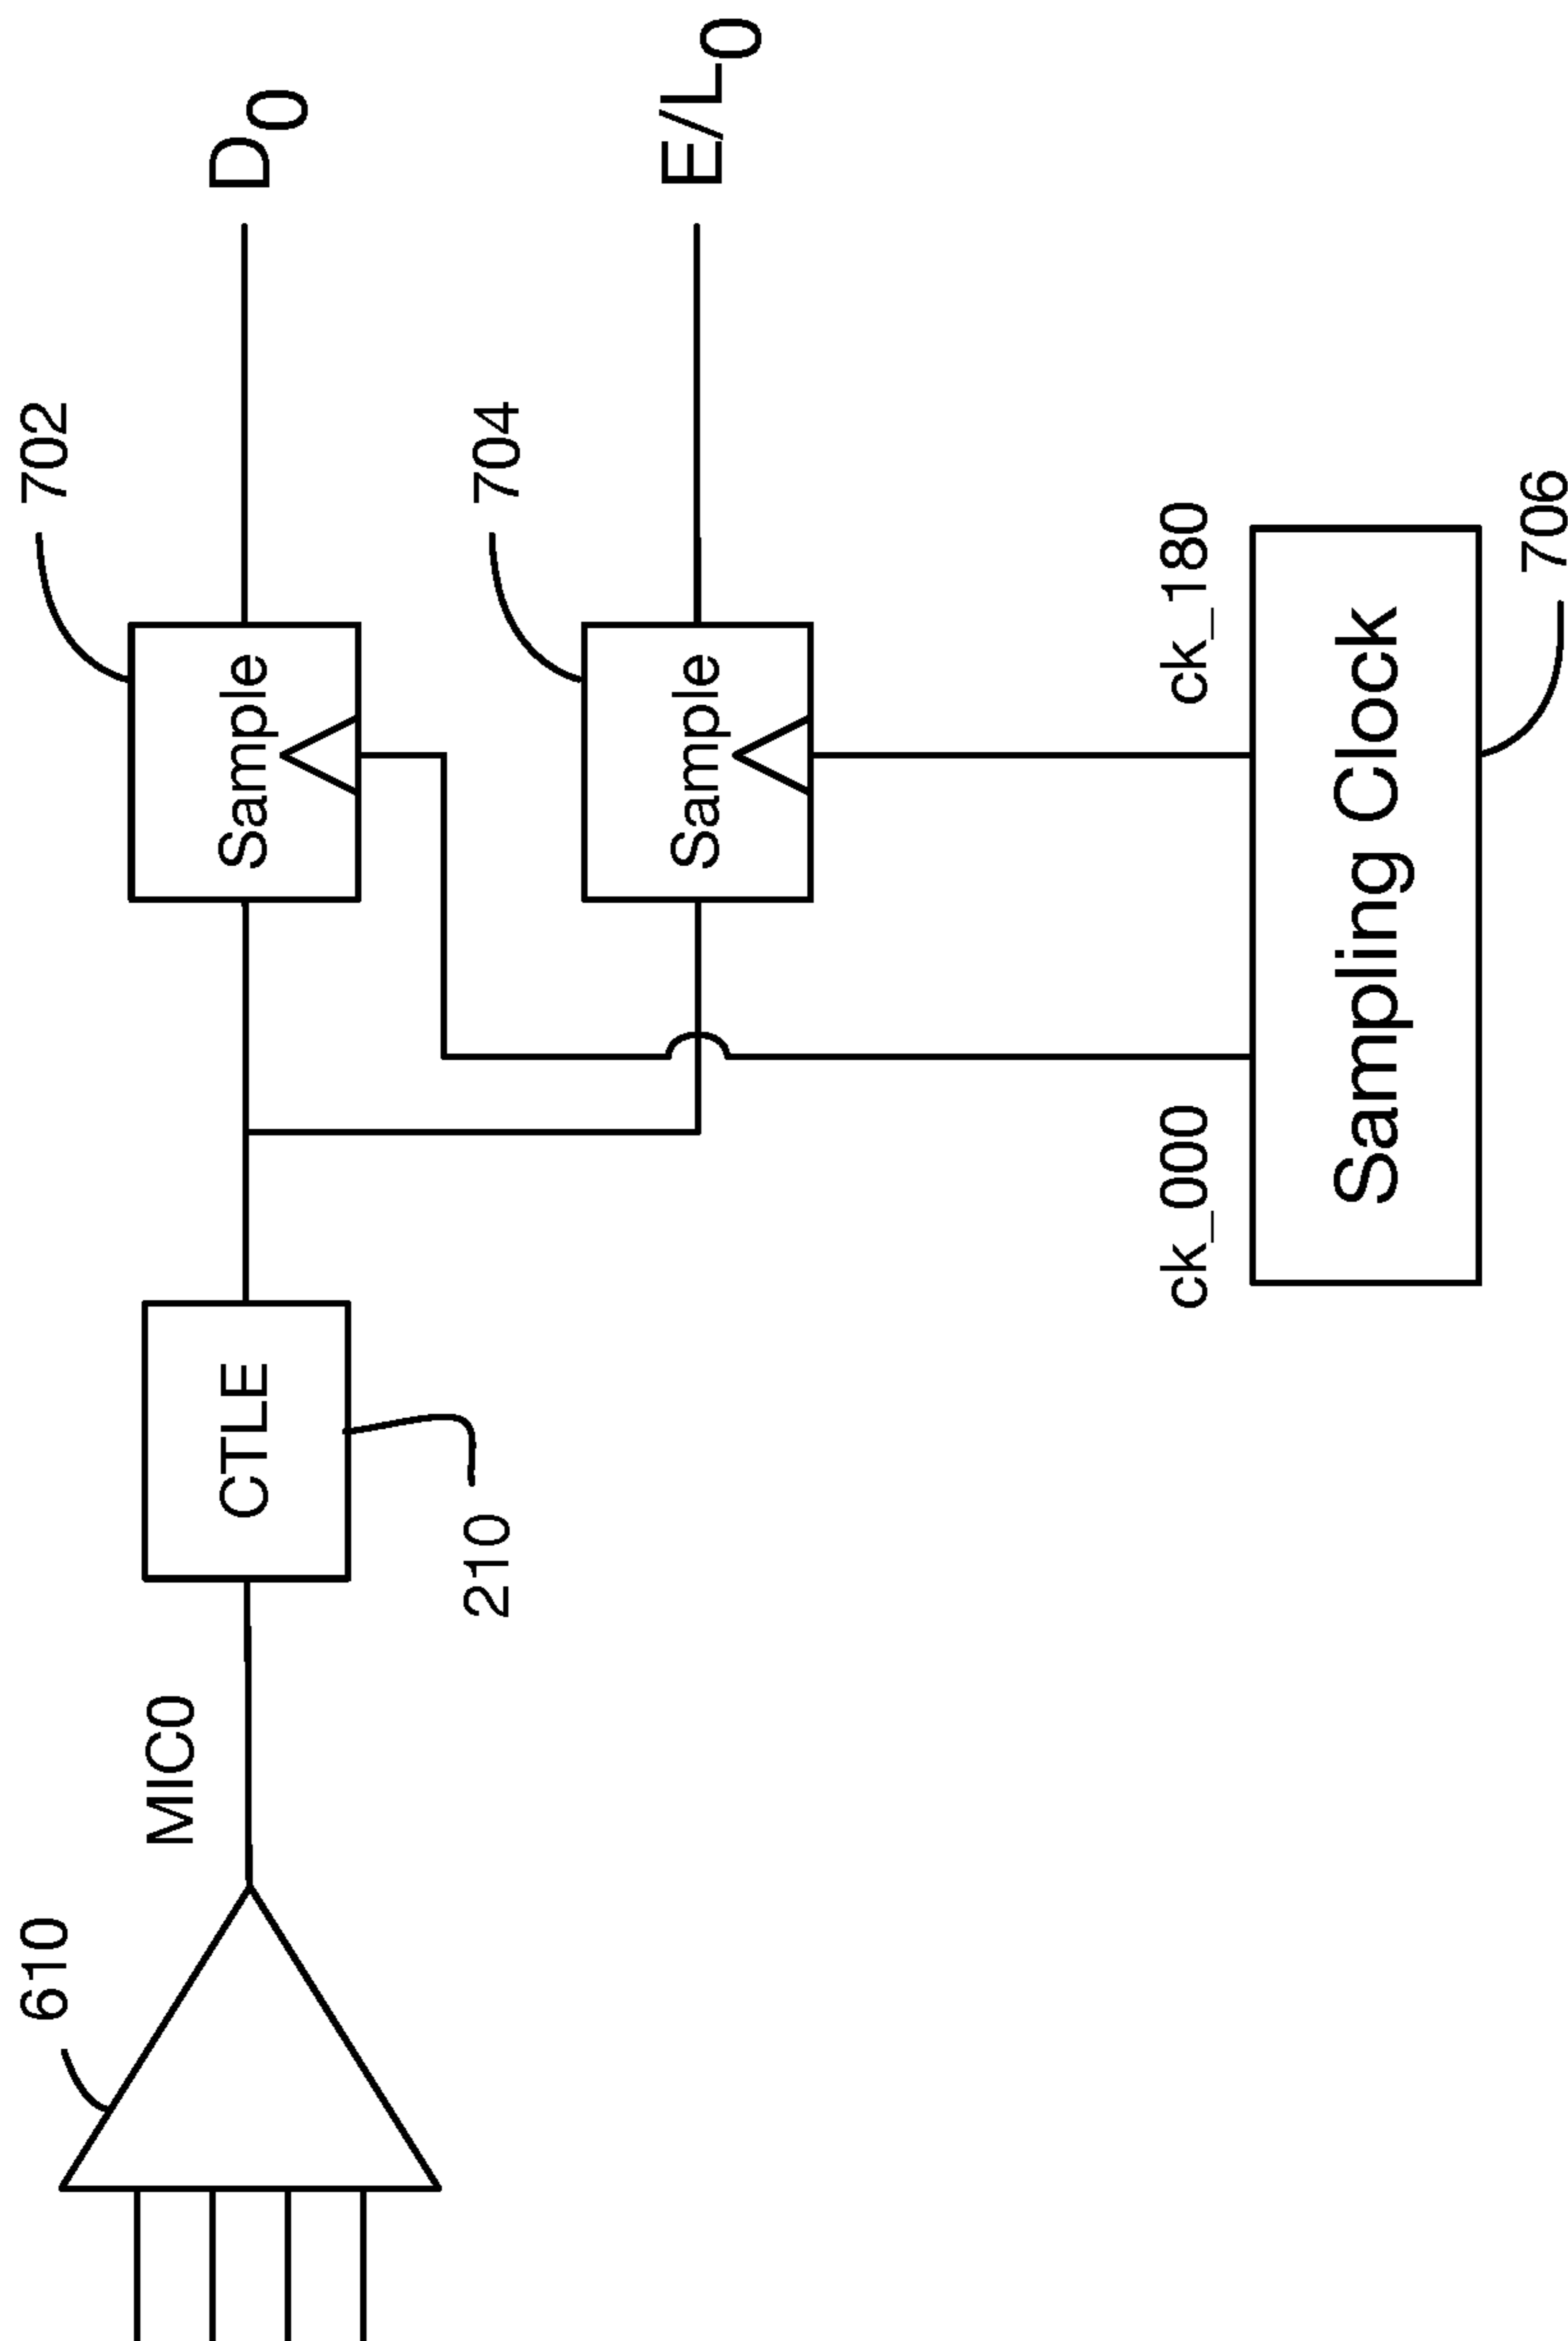 610
MIC0
CTLE
210
702
Sample
D0
704
Sample
E/L0
ck_000
ck_180
Sampling Clock
706